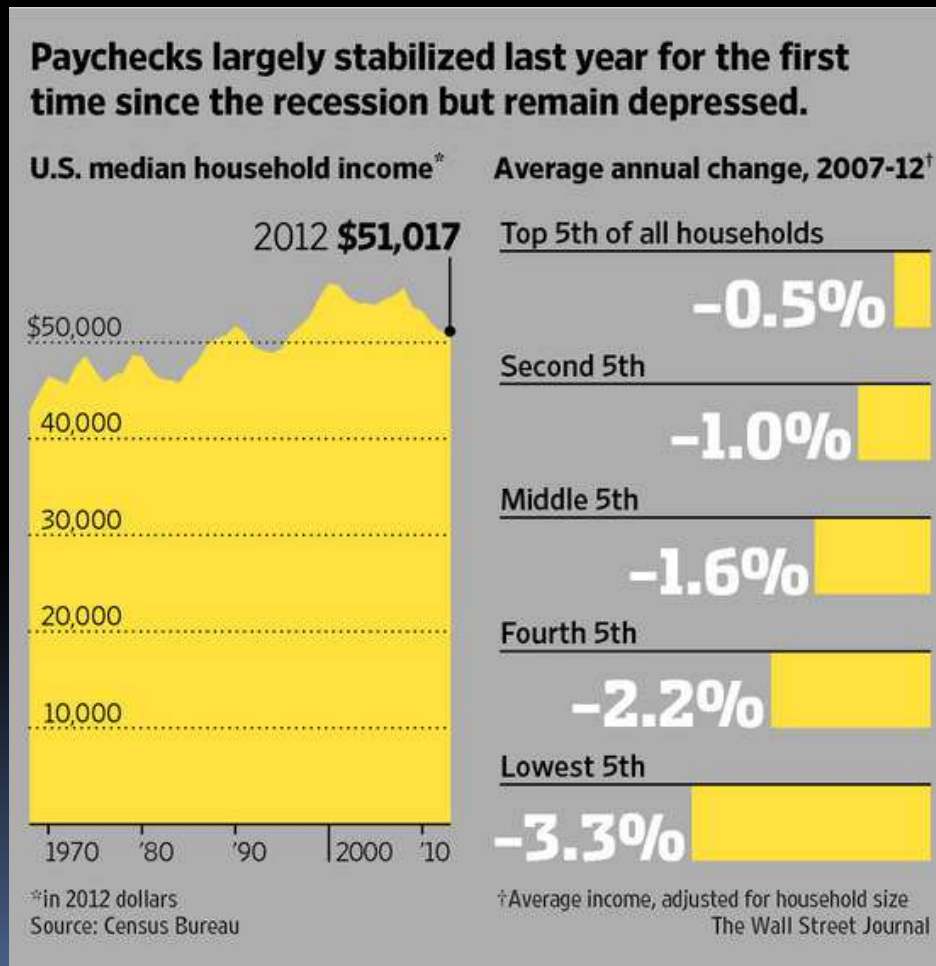 Paychecks largely stabilized last year for the first
time since the recession but remain depressed.
U.S. median household income*
2012 $51,017
$50,000
40,000
30,000
20,000
10,000
1970 '80 '90 2000 '10
*in 2012 dollars
Source: Census Bureau
Average annual change, 2007-12†
Top 5th of all households
–0.5%
Second 5th
–1.0%
Middle 5th
–1.6%
Fourth 5th
–2.2%
Lowest 5th
–3.3%
†Average income, adjusted for household size
The Wall Street Journal